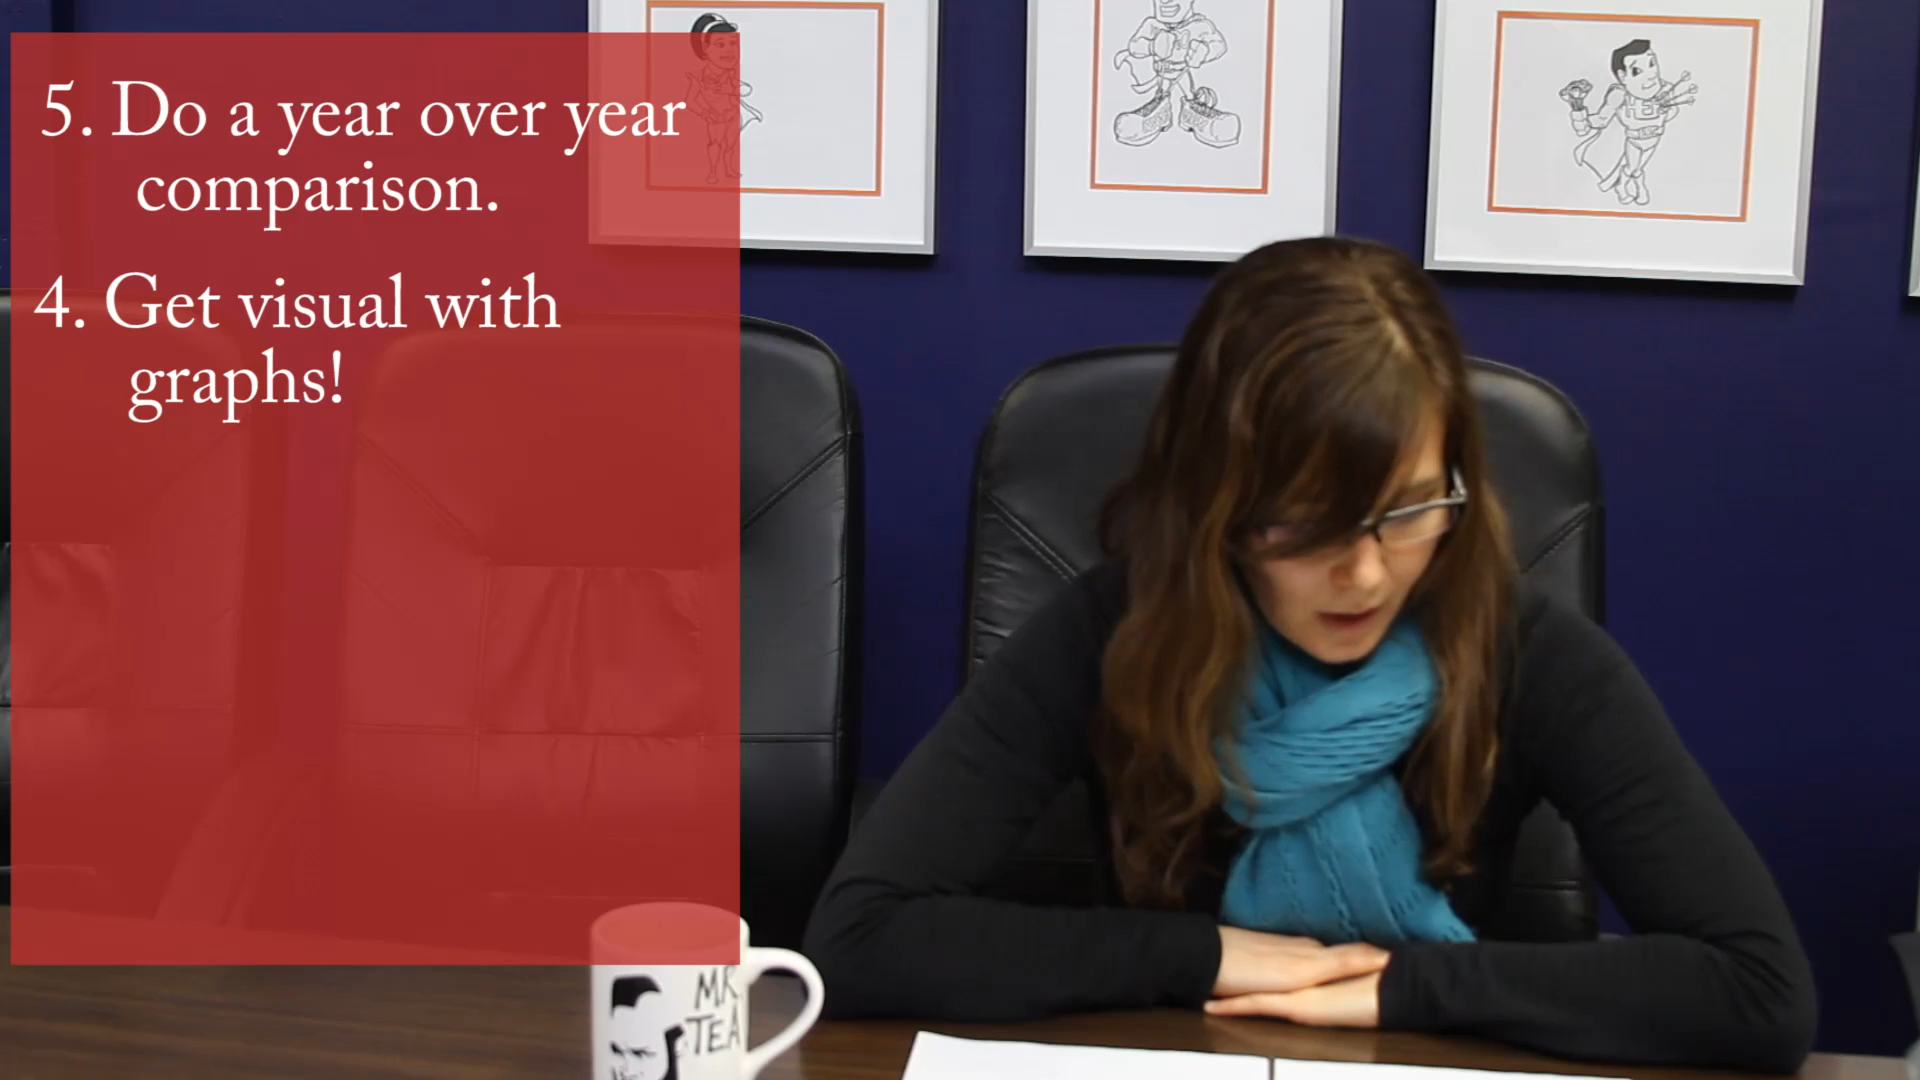 5. Do a year over year
comparison.
4. Get visual with
graphs!
MR
TEA